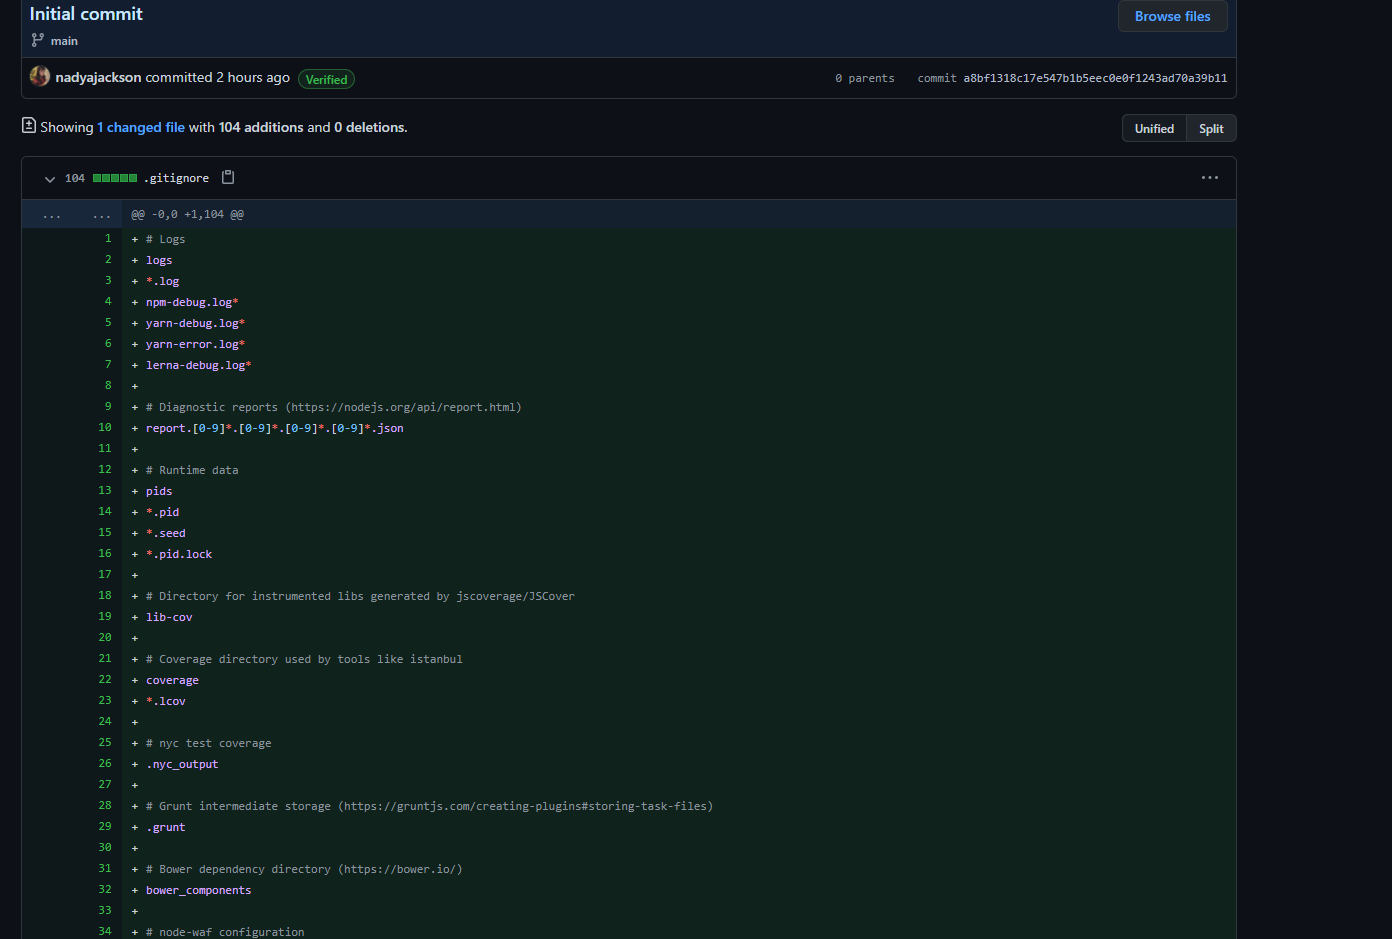 Initial commit
Browse files
main
nadyajackson committed 2 hours ago Verified
0 parents commit a8bf1318c17e547b1b5eec0e0f1243ad70a39b11
Showing 1 changed file with 104 additions and 0 deletions.
Unified Split
104 .gitignore
...
... ... @@ -0,0 +1,104 @@
1 + # Logs
2 + logs
3 + *.log
4 + npm-debug.log*
5 + yarn-debug.log*
6 + yarn-error.log*
7 + lerna-debug.log*
8 +
9 + # Diagnostic reports (https://nodejs.org/api/report.html)
10 + report.[0-9]*.[0-9]*.[0-9]*.[0-9]*.json
11 +
12 + # Runtime data
13 + pids
14 + *.pid
15 + *.seed
16 + *.pid.lock
17 +
18 + # Directory for instrumented libs generated by jscoverage/JSCover
19 + lib-cov
20 +
21 + # Coverage directory used by tools like istanbul
22 + coverage
23 + *.lcov
24 +
25 + # nyc test coverage
26 + .nyc_output
27 +
28 + # Grunt intermediate storage (https://gruntjs.com/creating-plugins#storing-task-files)
29 + .grunt
30 +
31 + # Bower dependency directory (https://bower.io/)
32 + bower_components
33 +
34 + # node-waf configuration